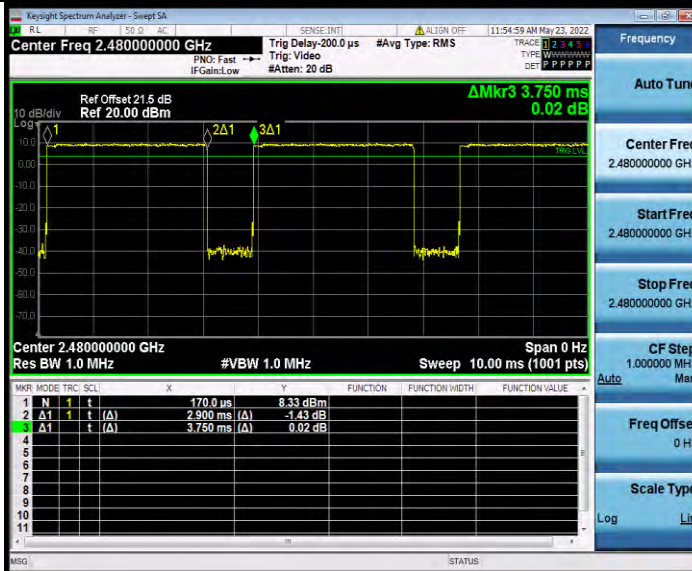 Keysight Spectrum Analyzer - Swept SA
RL RF 50 Ω AC SENSE:INT ALIGN OFF 11:54:59 AM May 23, 2022
Center Freq 2.480000000 GHz
PNO: Fast
IFGain:Low
Trig Delay-200.0 µs
Trig: Video
#Atten: 20 dB
#Avg Type: RMS
TRACE 1 2 3 4 5 6
TYPE WWWWWW
DET P P P P P P
Ref Offset 21.5 dB
10 dB/div Ref 20.00 dBm
Log
ΔMkr3 3.750 ms
0.02 dB
1
2Δ1
3Δ1
TRIG LVL
10.0
0.00
-10.0
-20.0
-30.0
-40.0
-50.0
-60.0
-70.0
Center 2.480000000 GHz Span 0 Hz
Res BW 1.0 MHz #VBW 1.0 MHz Sweep 10.00 ms (1001 pts)
MKR MODE TRC SCL X Y FUNCTION FUNCTION WIDTH FUNCTION VALUE
1 N 1 t 170.0 µs 8.33 dBm
2 Δ1 1 t (Δ) 2.900 ms (Δ) -1.43 dB
3 Δ1 t (Δ) 3.750 ms (Δ) 0.02 dB
4
5
6
7
8
9
10
11
MSG STATUS
Frequency
Auto Tun
Center Fre
2.480000000 GH
Start Fre
2.480000000 GH
Stop Fre
2.480000000 GH
CF Step
1.000000 MH
Auto Ma
Freq Offse
0 H
Scale Type
Log Li